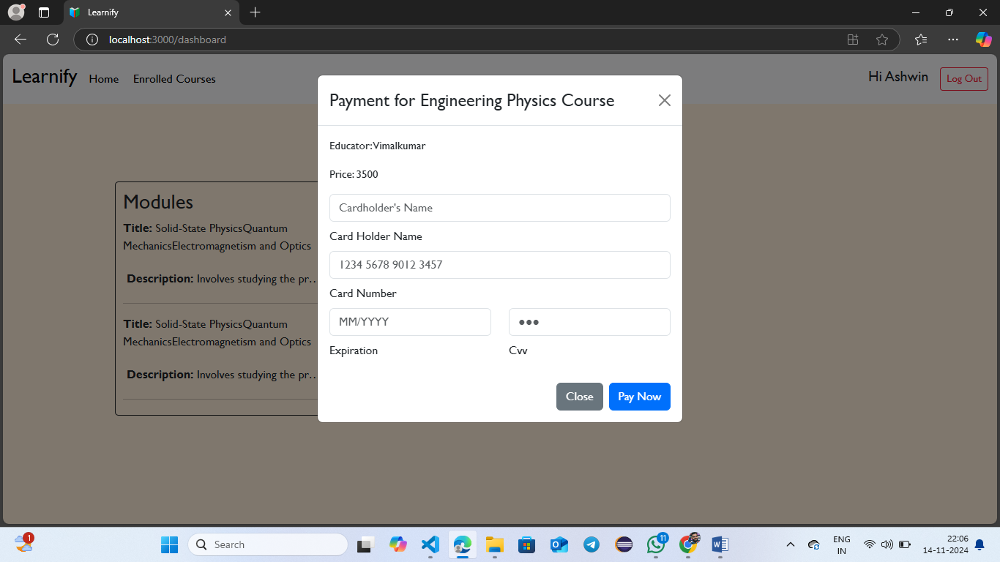 Learnify
localhost:3000/dashboard
Learnify
Home
Enrolled Courses
Hi Ashwin
Log Out
Payment for Engineering Physics Course
Educator:Vimalkumar
Price: 3500
Cardholder's Name
Card Holder Name
1234 5678 9012 3457
Card Number
MM/YYYY
●●●
Expiration
Cvv
Close
Pay Now
Modules
Title: Solid-State PhysicsQuantum
MechanicsElectromagnetism and Optics
Description: Involves studying the pr…
Title: Solid-State PhysicsQuantum
MechanicsElectromagnetism and Optics
Description: Involves studying the pr…
1
Search
11
ENG
IN
22:06
14-11-2024